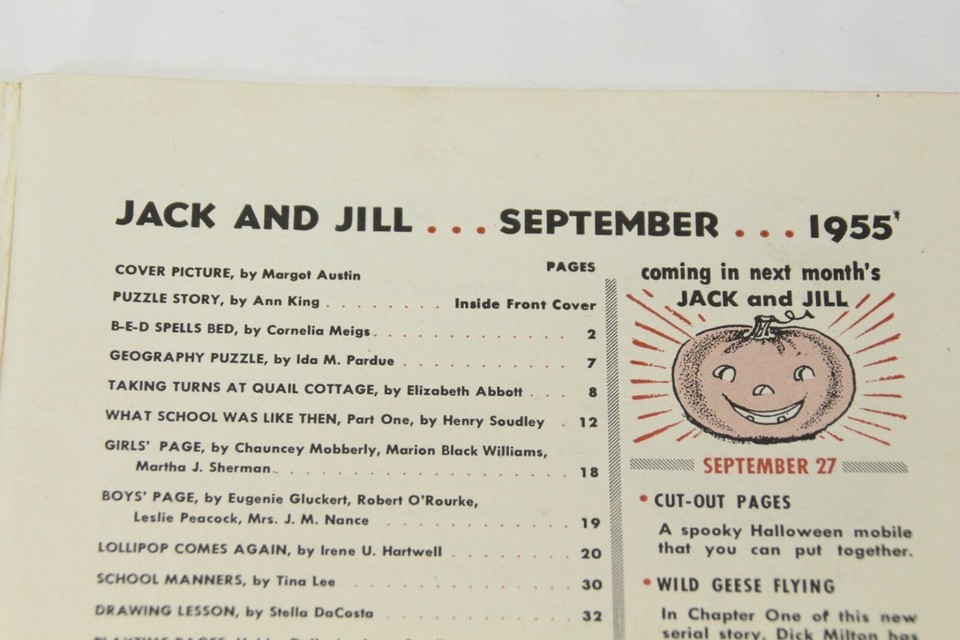 JACK AND JILL ... SEPTEMBER ... 1955
COVER PICTURE, by Margot Austin
PAGES
PUZZLE STORY, by Ann King . . . . . . . . Inside Front Cover
B-E-D SPELLS BED, by Cornelia Meigs . . . . . . . . . . . . . 2
GEOGRAPHY PUZZLE, by Ida M. Pardue . . . . . . . . . . . . 7
TAKING TURNS AT QUAIL COTTAGE, by Elizabeth Abbott . . . 8
WHAT SCHOOL WAS LIKE THEN, Part One, by Henry Soudley . 12
GIRLS' PAGE, by Chauncey Mobberly, Marion Black Williams,
Martha J. Sherman . . . . . . . . . . . . . . . . . . . . 18
BOYS' PAGE, by Eugenie Gluckert, Robert O'Rourke,
Leslie Peacock, Mrs. J. M. Nance . . . . . . . . . . . . . 19
LOLLIPOP COMES AGAIN, by Irene U. Hartwell . . . . . . . . 20
SCHOOL MANNERS, by Tina Lee . . . . . . . . . . . . . . . 30
DRAWING LESSON, by Stella DaCosta . . . . . . . . . . . . . 32
coming in next month's
JACK and JILL
SEPTEMBER 27
• CUT-OUT PAGES
A spooky Halloween mobile
that you can put together.
• WILD GEESE FLYING
In Chapter One of this new
serial story, Dick Milton has